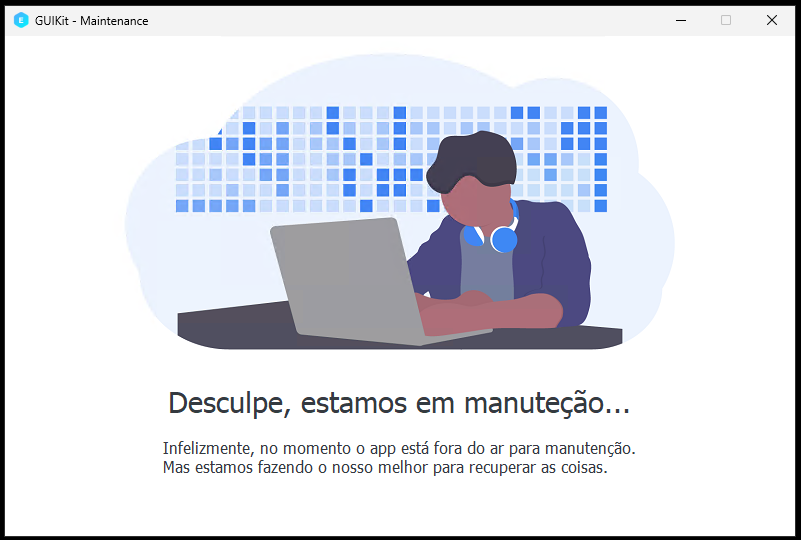 GUIKit - Maintenance
Desculpe, estamos em manuteção...
Infelizmente, no momento o app está fora do ar para manutenção.
Mas estamos fazendo o nosso melhor para recuperar as coisas.